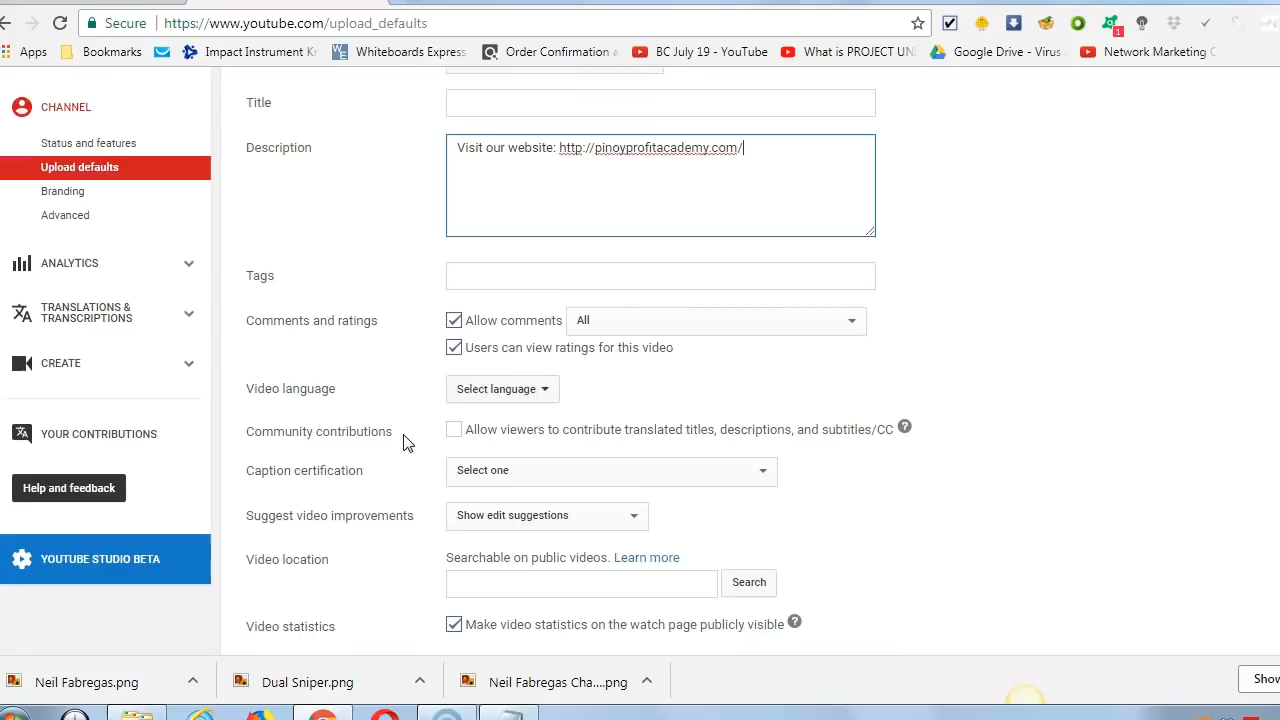 Secure
https://www.youtube.com/upload_defaults
1
Apps
Bookmarks
Impact Instrument K
Whiteboards Express
Order Confirmation a
BC July 19 - YouTube
What is PROJECT UN
Google Drive - Virus
Network Marketing C
CHANNEL
Status and features
Upload defaults
Branding
Advanced
ANALYTICS
TRANSLATIONS &
TRANSCRIPTIONS
CREATE
YOUR CONTRIBUTIONS
Help and feedback
YOUTUBE STUDIO BETA
Title
Description
Visit our website: http://pinoyprofitacademy.com/
Tags
Comments and ratings
Allow comments
All
Users can view ratings for this video
Video language
Select language
Community contributions
Allow viewers to contribute translated titles, descriptions, and subtitles/CC
?
Caption certification
Select one
Suggest video improvements
Show edit suggestions
Video location
Searchable on public videos. Learn more
Search
Video statistics
Make video statistics on the watch page publicly visible
?
Neil Fabregas.png
Dual Sniper.png
Neil Fabregas Cha....png
Show